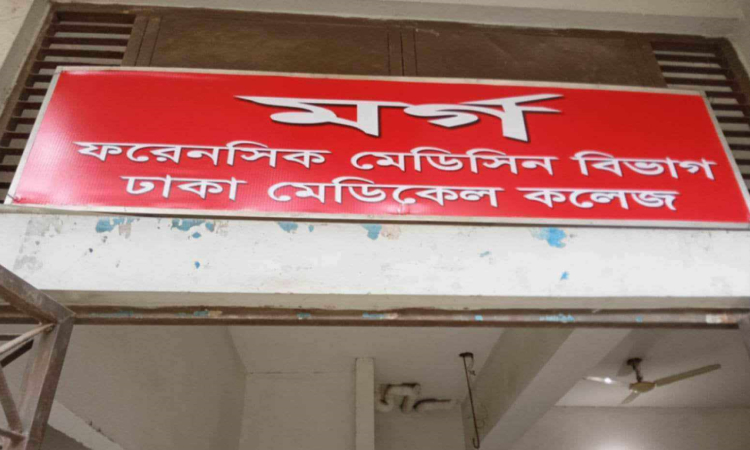 মর্গ
ফরেনসিক মেডিসিন বিভাগ
ঢাকা মেডিকেল কলেজ